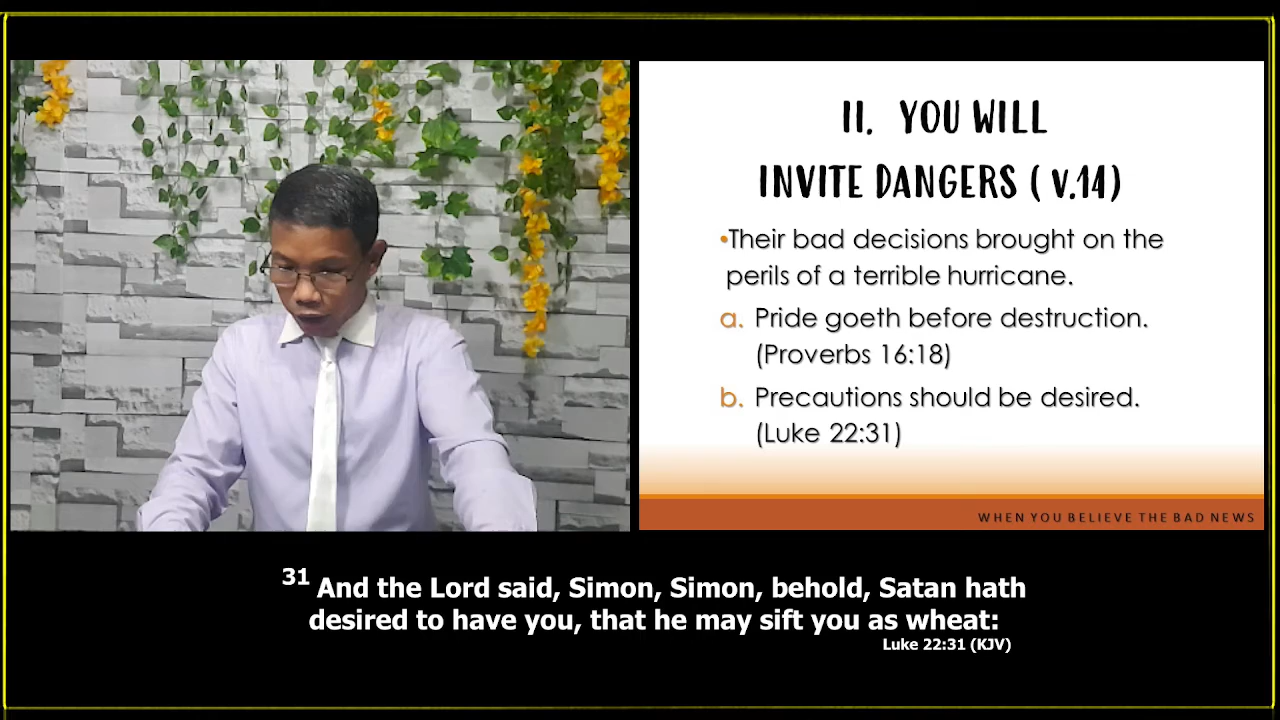 II. YOU WILL
INVITE DANGERS ( v.14)
•Their bad decisions brought on the
perils of a terrible hurricane.
a. Pride goeth before destruction.
(Proverbs 16:18)
b. Precautions should be desired.
(Luke 22:31)
WHEN YOU BELIEVE THE BAD NEWS
31 And the Lord said, Simon, Simon, behold, Satan hath
desired to have you, that he may sift you as wheat:
Luke 22:31 (KJV)